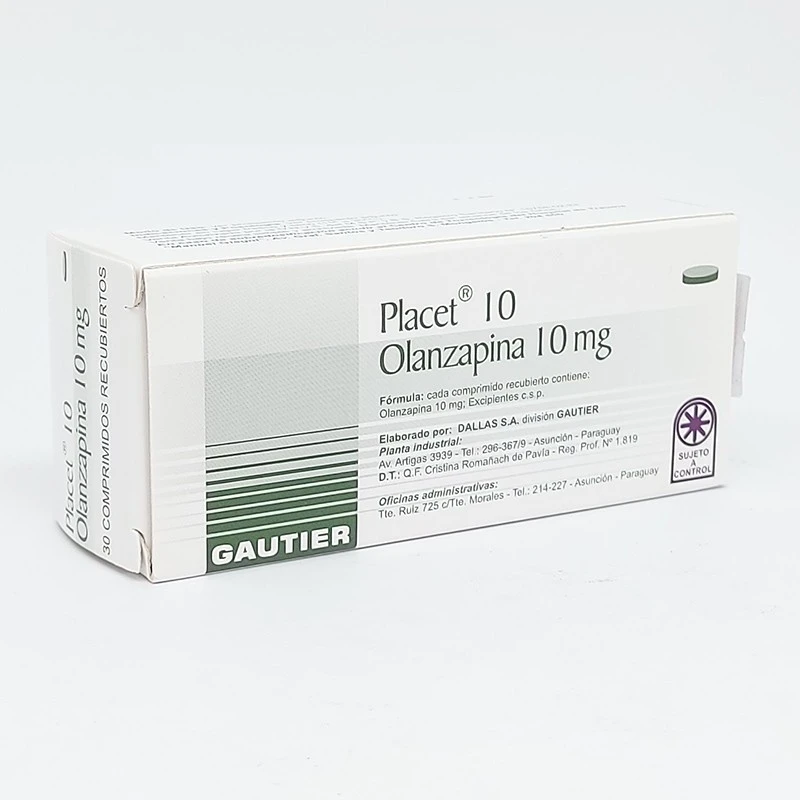 Placet® 10
Olanzapina 10 mg
30 COMPRIMIDOS RECUBIERTOS
Placet® 10
Olanzapina 10 mg
Fórmula: cada comprimido recubierto contiene:
Olanzapina 10 mg; Excipientes c.s.p.
Elaborado por: DALLAS S.A. división GAUTIER
Planta industrial:
Av. Artigas 3939 - Tel : 296-367/9 - Asunción - Paraguay
D.T.: Q.F. Cristina Romañach de Pavía - Reg. Prof. Nº 1.819
Oficinas administrativas:
Tte. Ruiz 725 c/Tte. Morales - Tel.: 214-227 - Asunción - Paraguay
GAUTIER
SUJETO
A
CONTROL